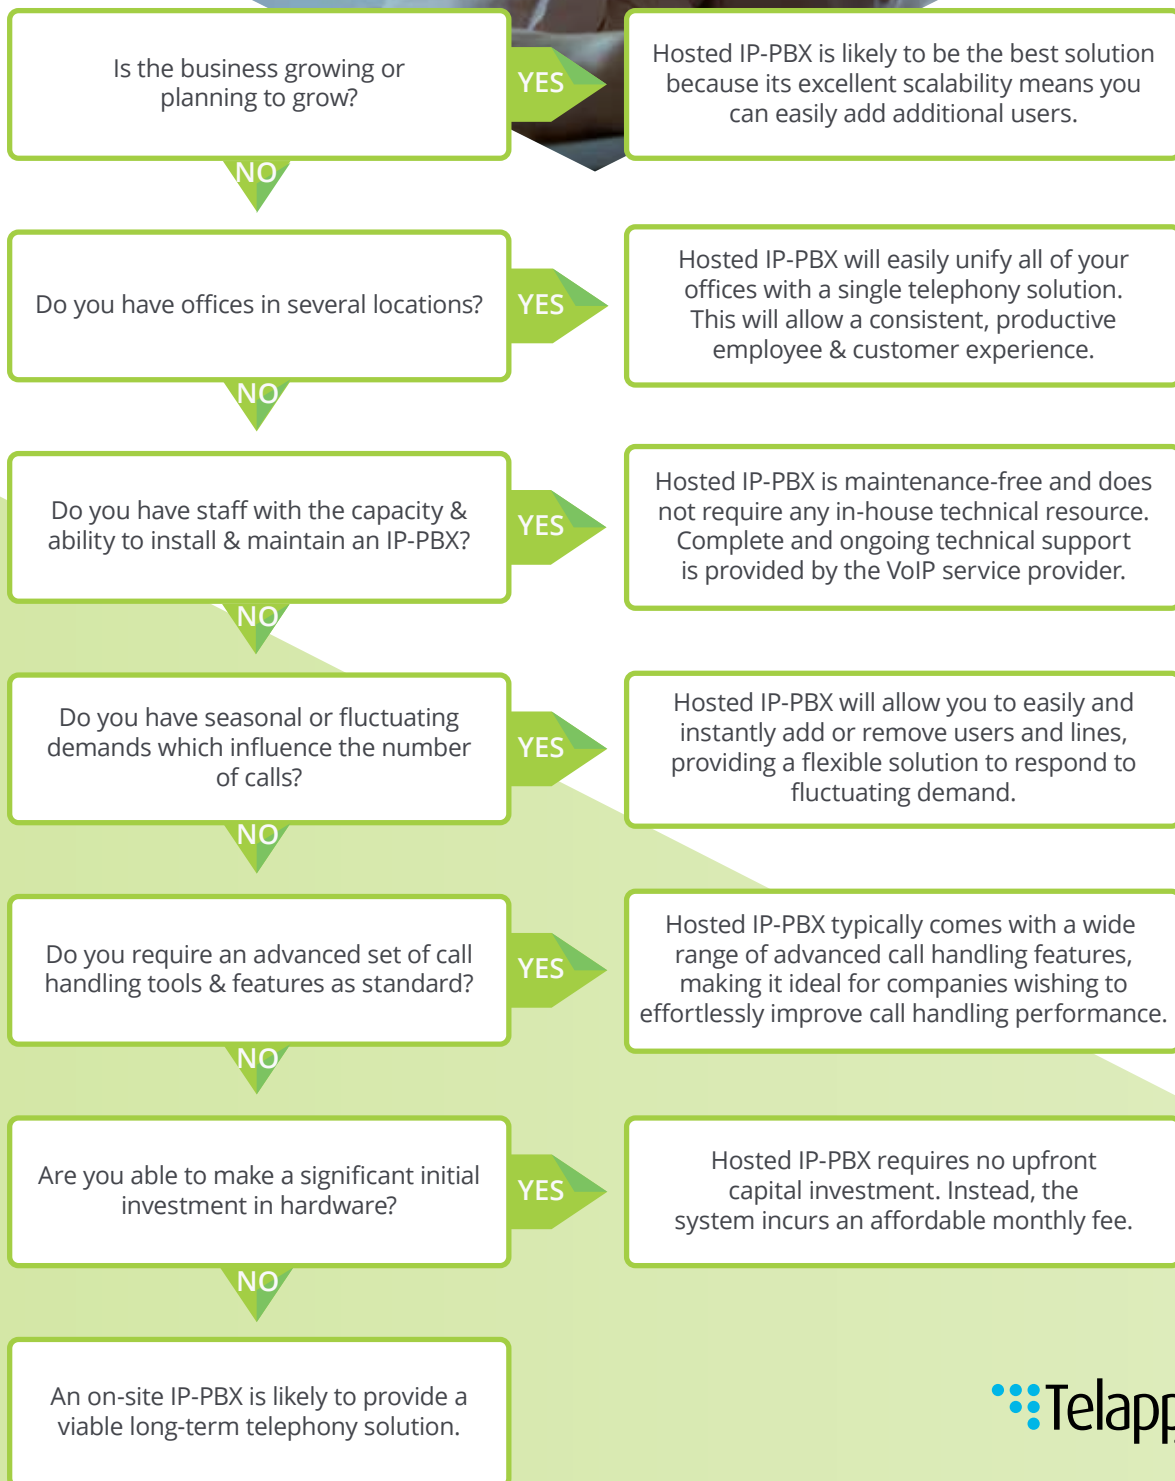 Is the business growing or
planning to grow?
YES
Hosted IP-PBX is likely to be the best solution
because its excellent scalability means you
can easily add additional users.
NO
Do you have offices in several locations?
YES
Hosted IP-PBX will easily unify all of your
offices with a single telephony solution.
This will allow a consistent, productive
employee & customer experience.
NO
Do you have staff with the capacity &
ability to install & maintain an IP-PBX?
YES
Hosted IP-PBX is maintenance-free and does
not require any in-house technical resource.
Complete and ongoing technical support
is provided by the VoIP service provider.
NO
Do you have seasonal or fluctuating
demands which influence the number
of calls?
YES
Hosted IP-PBX will allow you to easily and
instantly add or remove users and lines,
providing a flexible solution to respond to
fluctuating demand.
NO
Do you require an advanced set of call
handling tools & features as standard?
YES
Hosted IP-PBX typically comes with a wide
range of advanced call handling features,
making it ideal for companies wishing to
effortlessly improve call handling performance.
NO
Are you able to make a significant initial
investment in hardware?
YES
Hosted IP-PBX requires no upfront
capital investment. Instead, the
system incurs an affordable monthly fee.
NO
An on-site IP-PBX is likely to provide a
viable long-term telephony solution.
Telapp